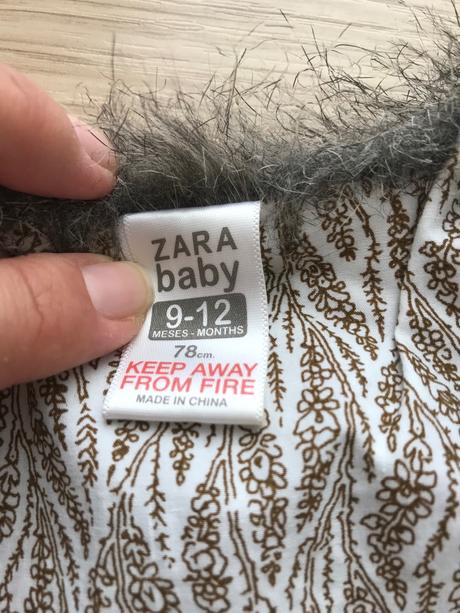 ZARA
baby
9-12
MESES - MONTHS
78cm.
KEEP AWAY
FROM FIRE
MADE IN CHINA